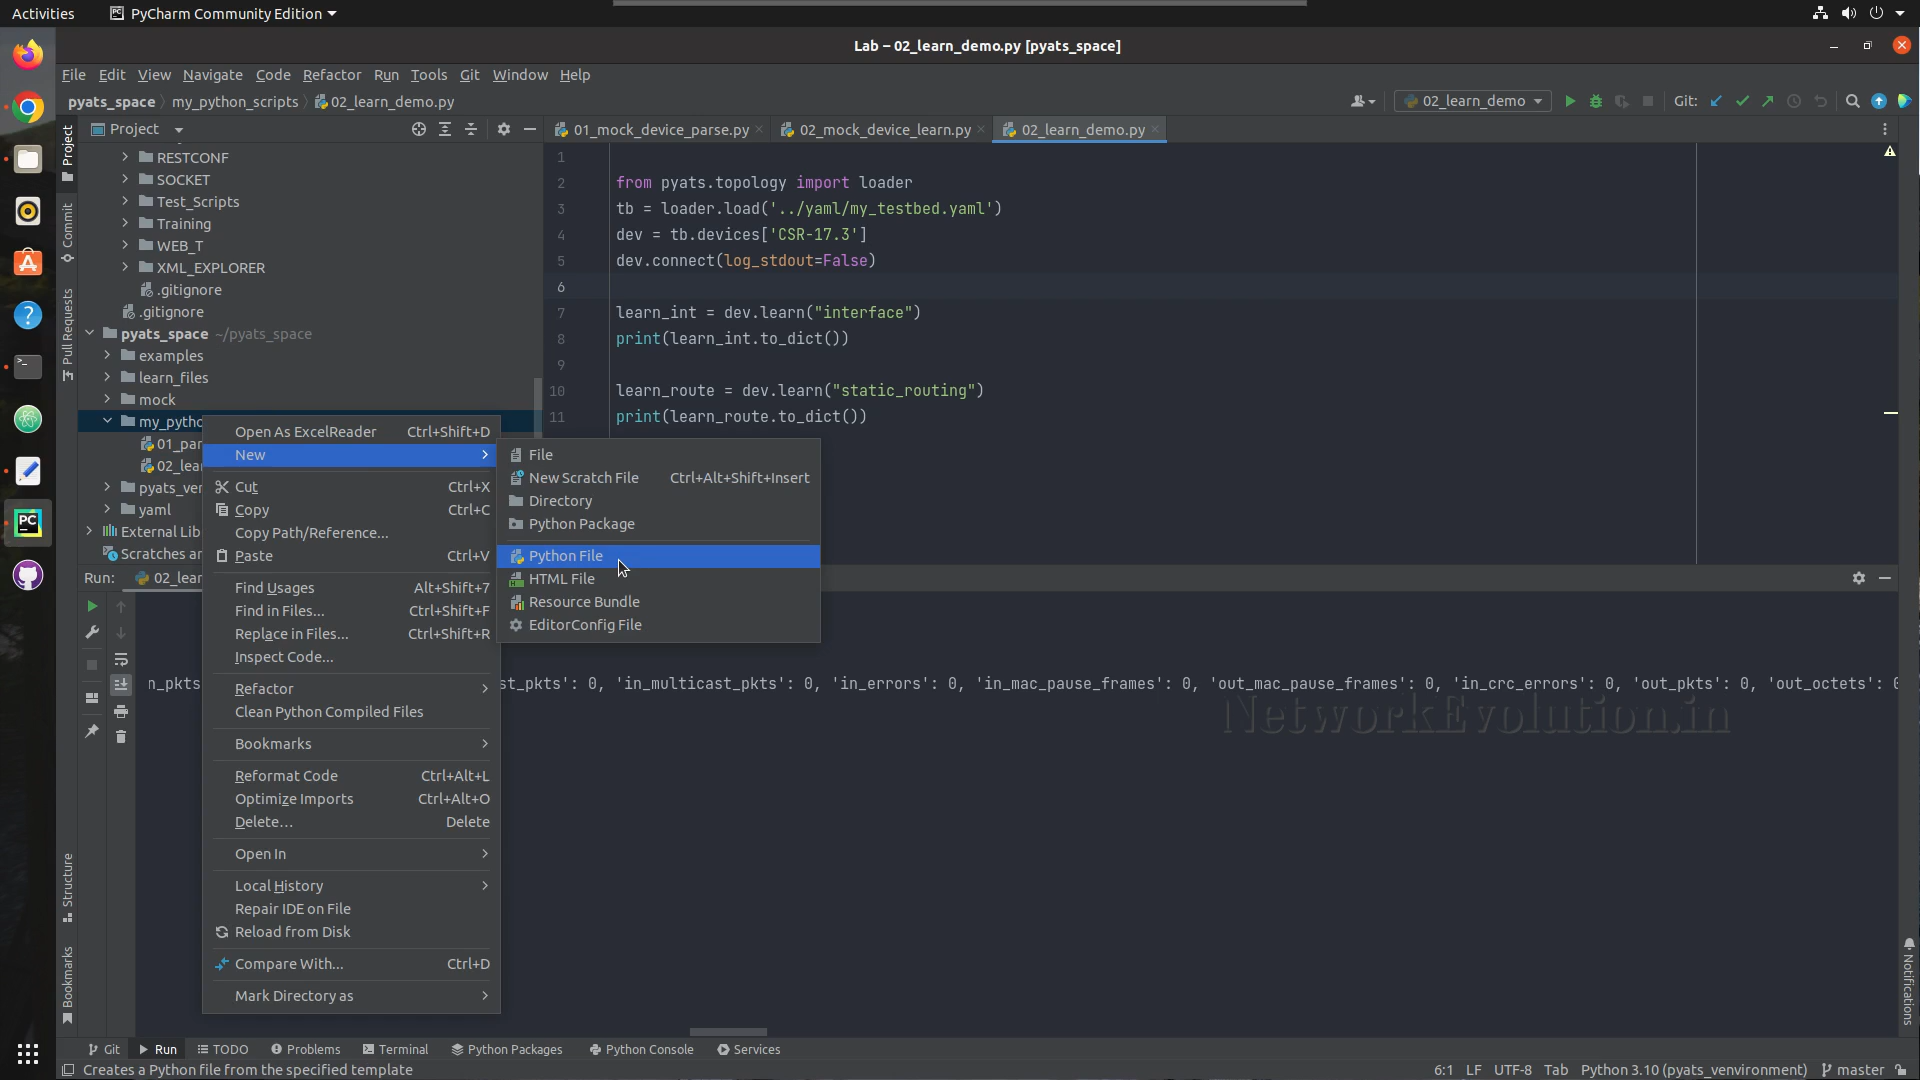 Activities
PyCharm Community Edition
Lab – 02_learn_demo.py [pyats_space]
File Edit View Navigate Code Refactor Run Tools Git Window Help
pyats_space my_python_scripts 02_learn_demo.py
02_learn_demo
Git:
Project
01_mock_device_parse.py
02_mock_device_learn.py
02_learn_demo.py
RESTCONF
SOCKET
Test_Scripts
Training
WEB_T
XML_EXPLORER
.gitignore
.gitignore
pyats_space ~/pyats_space
examples
learn_files
mock
my_pytho
01_par
02_lear
pyats_ver
yaml
External Lib
Scratches ar
Project
Commit
Pull Requests
Structure
Bookmarks
1
2 from pyats.topology import loader
3 tb = loader.load('../yaml/my_testbed.yaml')
4 dev = tb.devices['CSR-17.3']
5 dev.connect(log_stdout=False)
6
7 learn_int = dev.learn("interface")
8 print(learn_int.to_dict())
9
10 learn_route = dev.learn("static_routing")
11 print(learn_route.to_dict())
Open As ExcelReader Ctrl+Shift+D
New
Cut Ctrl+X
Copy Ctrl+C
Copy Path/Reference...
Paste Ctrl+V
Find Usages Alt+Shift+7
Find in Files... Ctrl+Shift+F
Replace in Files... Ctrl+Shift+R
Inspect Code...
Refactor
Clean Python Compiled Files
Bookmarks
Reformat Code Ctrl+Alt+L
Optimize Imports Ctrl+Alt+O
Delete... Delete
Open In
Local History
Repair IDE on File
Reload from Disk
Compare With... Ctrl+D
Mark Directory as
File
New Scratch File Ctrl+Alt+Shift+Insert
Directory
Python Package
Python File
HTML File
Resource Bundle
EditorConfig File
Run: 02_lear
n_pkts
st_pkts': 0, 'in_multicast_pkts': 0, 'in_errors': 0, 'in_mac_pause_frames': 0, 'out_mac_pause_frames': 0, 'in_crc_errors': 0, 'out_pkts': 0, 'out_octets': 0
NetworkEvolution.in
Notifications
Git Run TODO Problems Terminal Python Packages Python Console Services
Creates a Python file from the specified template
6:1 LF UTF-8 Tab Python 3.10 (pyats_venvironment) master